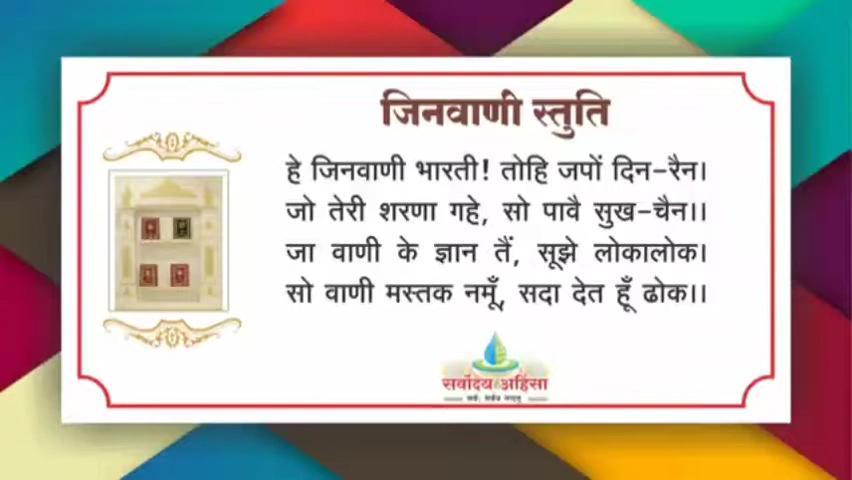 जिनवाणी स्तुति
हे जिनवाणी भारती! तोहि जपों दिन-रैन।
जो तेरी शरणा गहे, सो पावै सुख-चैन।।
जा वाणी के ज्ञान तैं, सूझे लोकालोक।
सो वाणी मस्तक नमूँ, सदा देत हूँ ढोक।।
सर्वोदय अहिंसा